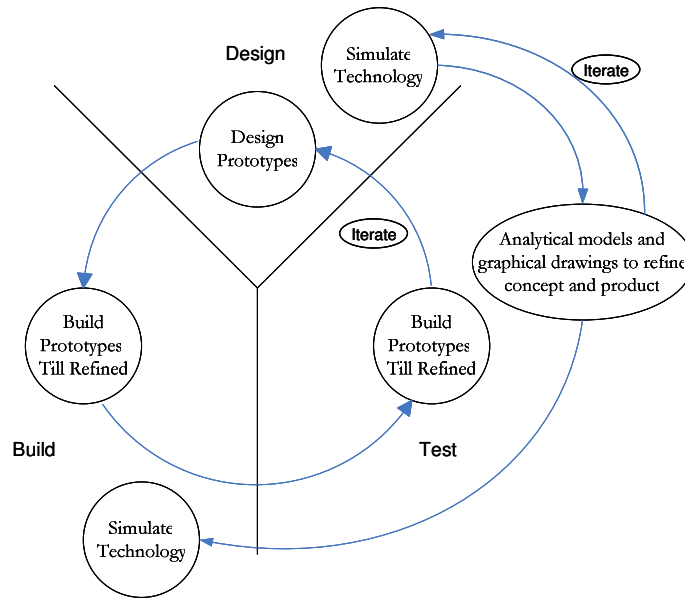 Design
Simulate
Technology
Iterate
Design
Prototypes
Iterate
Analytical models and
graphical drawings to refine
concept and product
Build
Prototypes
Till Refined
Build
Prototypes
Till Refined
Build
Test
Simulate
Technology